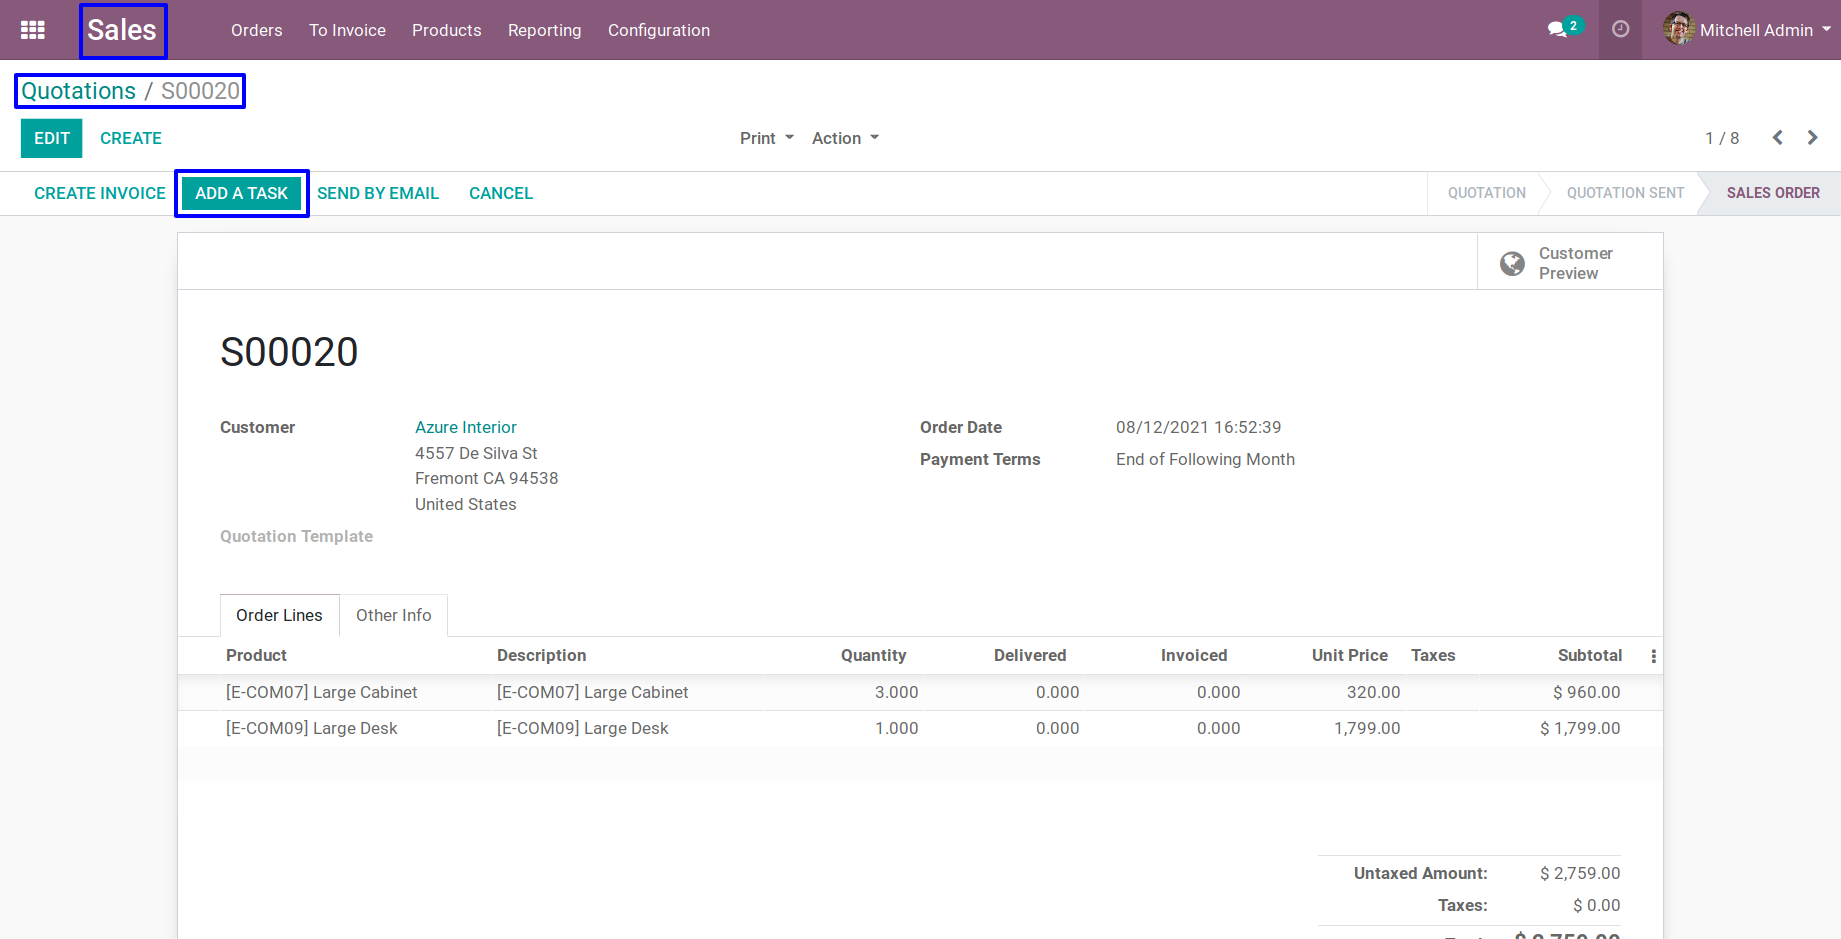 Sales Orders To Invoice Products Reporting Configuration 2 Mitchell Admin
Quotations / S00020
EDIT CREATE Print Action 1 / 8
CREATE INVOICE ADD A TASK SEND BY EMAIL CANCEL QUOTATION QUOTATION SENT SALES ORDER
Customer
Preview
S00020
Customer Azure Interior Order Date 08/12/2021 16:52:39
4557 De Silva St
Payment Terms End of Following Month
Fremont CA 94538
United States
Quotation Template
Order Lines Other Info
Product Description Quantity Delivered Invoiced Unit Price Taxes Subtotal
[E-COM07] Large Cabinet [E-COM07] Large Cabinet 3.000 0.000 0.000 320.00 $ 960.00
[E-COM09] Large Desk [E-COM09] Large Desk 1.000 0.000 0.000 1,799.00 $ 1,799.00
Untaxed Amount: $ 2,759.00
Taxes: $ 0.00